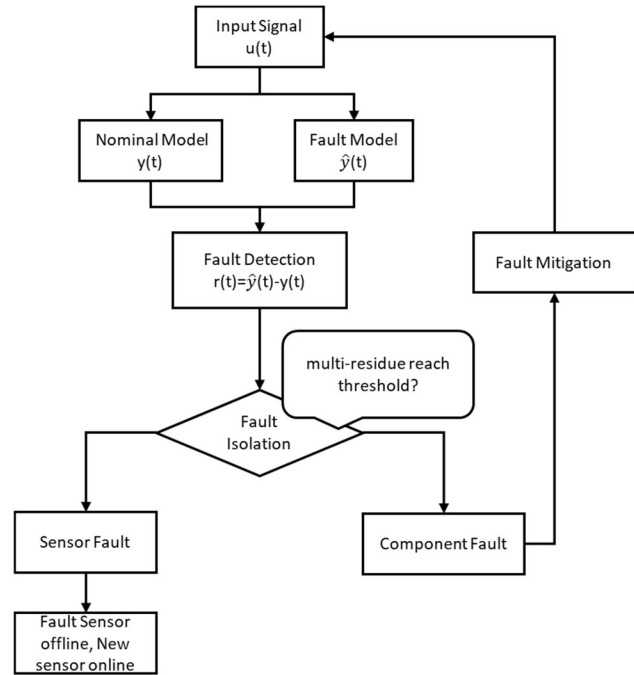 Input Signal
u(t)
Nominal Model
y(t)
Fault Model
ŷ(t)
Fault Detection
r(t)=ŷ(t)-y(t)
Fault Mitigation
multi-residue reach
threshold?
Fault
Isolation
Sensor Fault
Component Fault
Fault Sensor
offline, New
sensor online